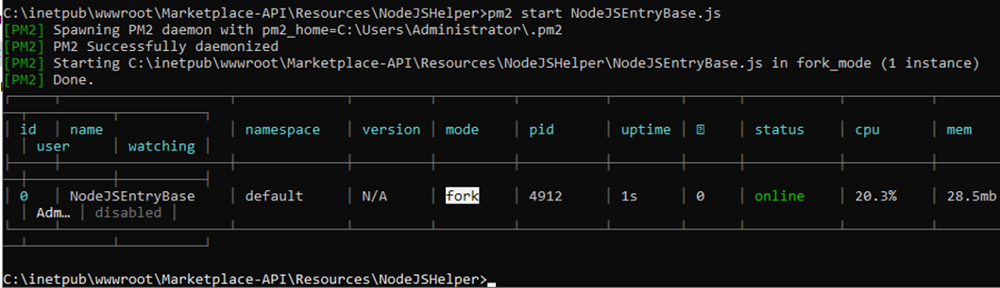 C:\inetpub\wwwroot\Marketplace-API\Resources\NodeJSHelper>pm2 start NodeJSEntryBase.js
[PM2] Spawning PM2 daemon with pm2_home=C:\Users\Administrator\.pm2
[PM2] PM2 Successfully daemonized
[PM2] Starting C:\inetpub\wwwroot\Marketplace-API\Resources\NodeJSHelper\NodeJSEntryBase.js in fork_mode (1 instance)
[PM2] Done.
│ id │ name │ namespace │ version │ mode │ pid │ uptime │ │ status │ cpu │ mem
│ user │ watching │
│ 0 │ NodeJSEntryBase │ default │ N/A │ fork │ 4912 │ 1s │ 0 │ online │ 20.3% │ 28.5mb
│ Adm… │ disabled │
C:\inetpub\wwwroot\Marketplace-API\Resources\NodeJSHelper>